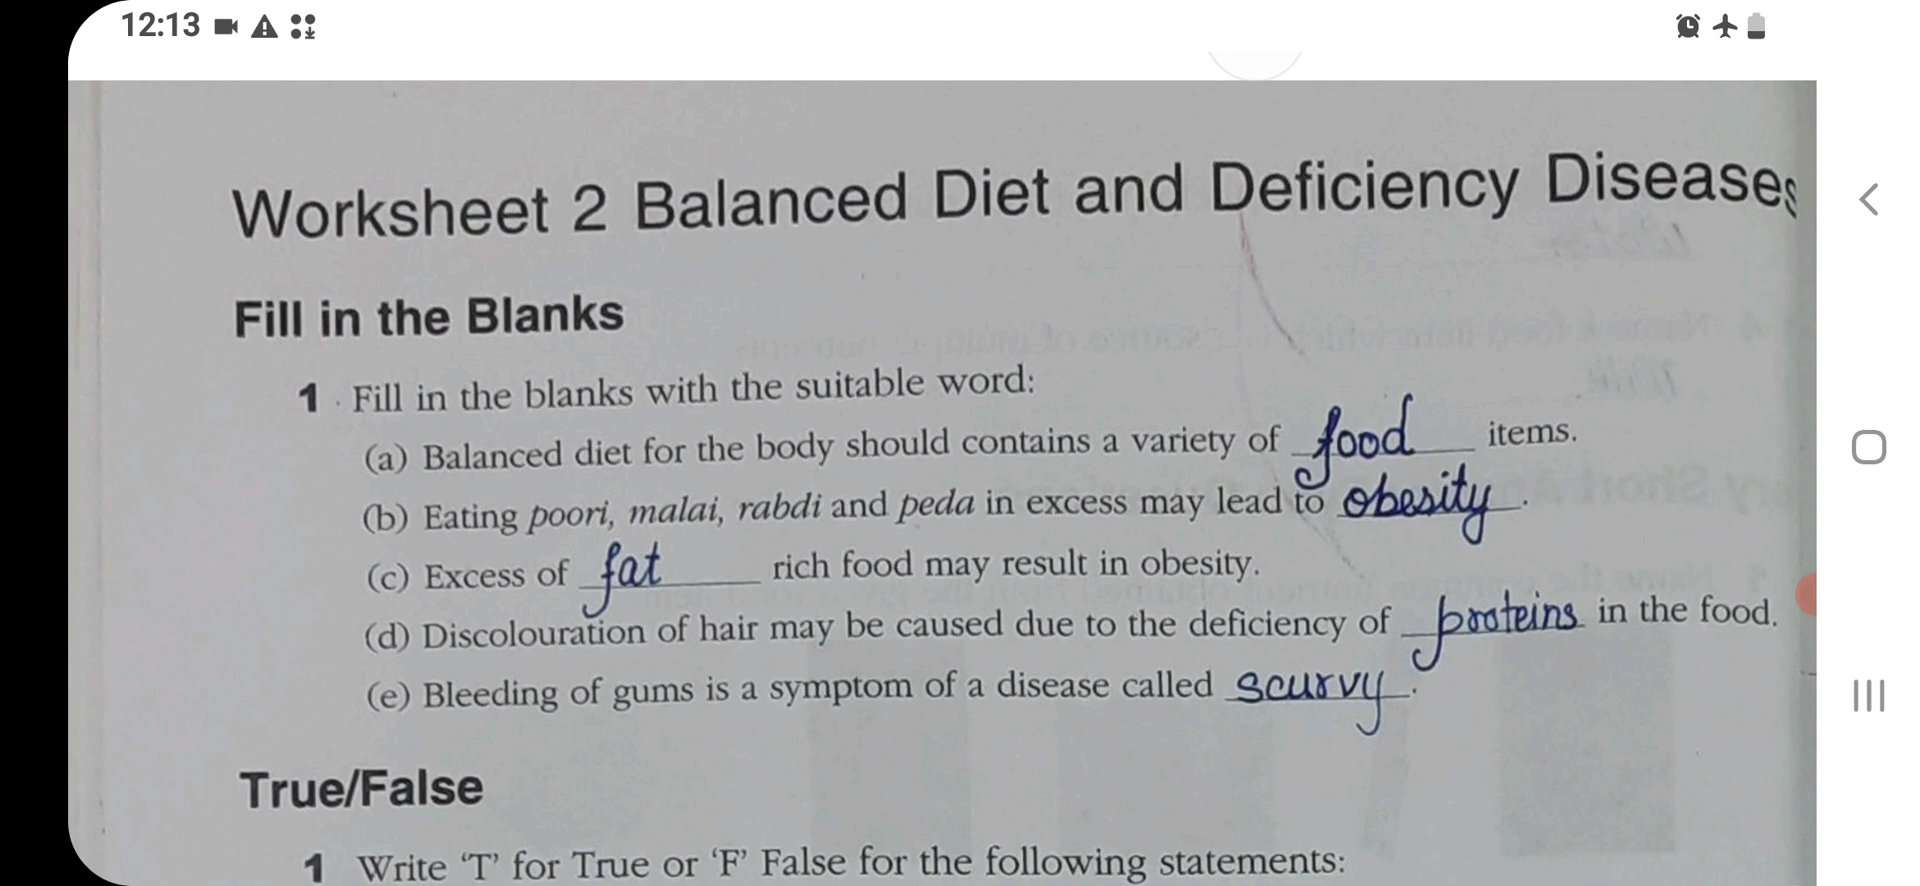 12:13
Worksheet 2 Balanced Diet and Deficiency Diseases
Fill in the Blanks
1 Fill in the blanks with the suitable word:
(a) Balanced diet for the body should contains a variety of food items.
(b) Eating poori, malai, rabdi and peda in excess may lead to obesity.
(c) Excess of fat rich food may result in obesity.
(d) Discolouration of hair may be caused due to the deficiency of proteins in the food.
(e) Bleeding of gums is a symptom of a disease called scurvy.
True/False
1 Write ‘T’ for True or ‘F’ False for the following statements: